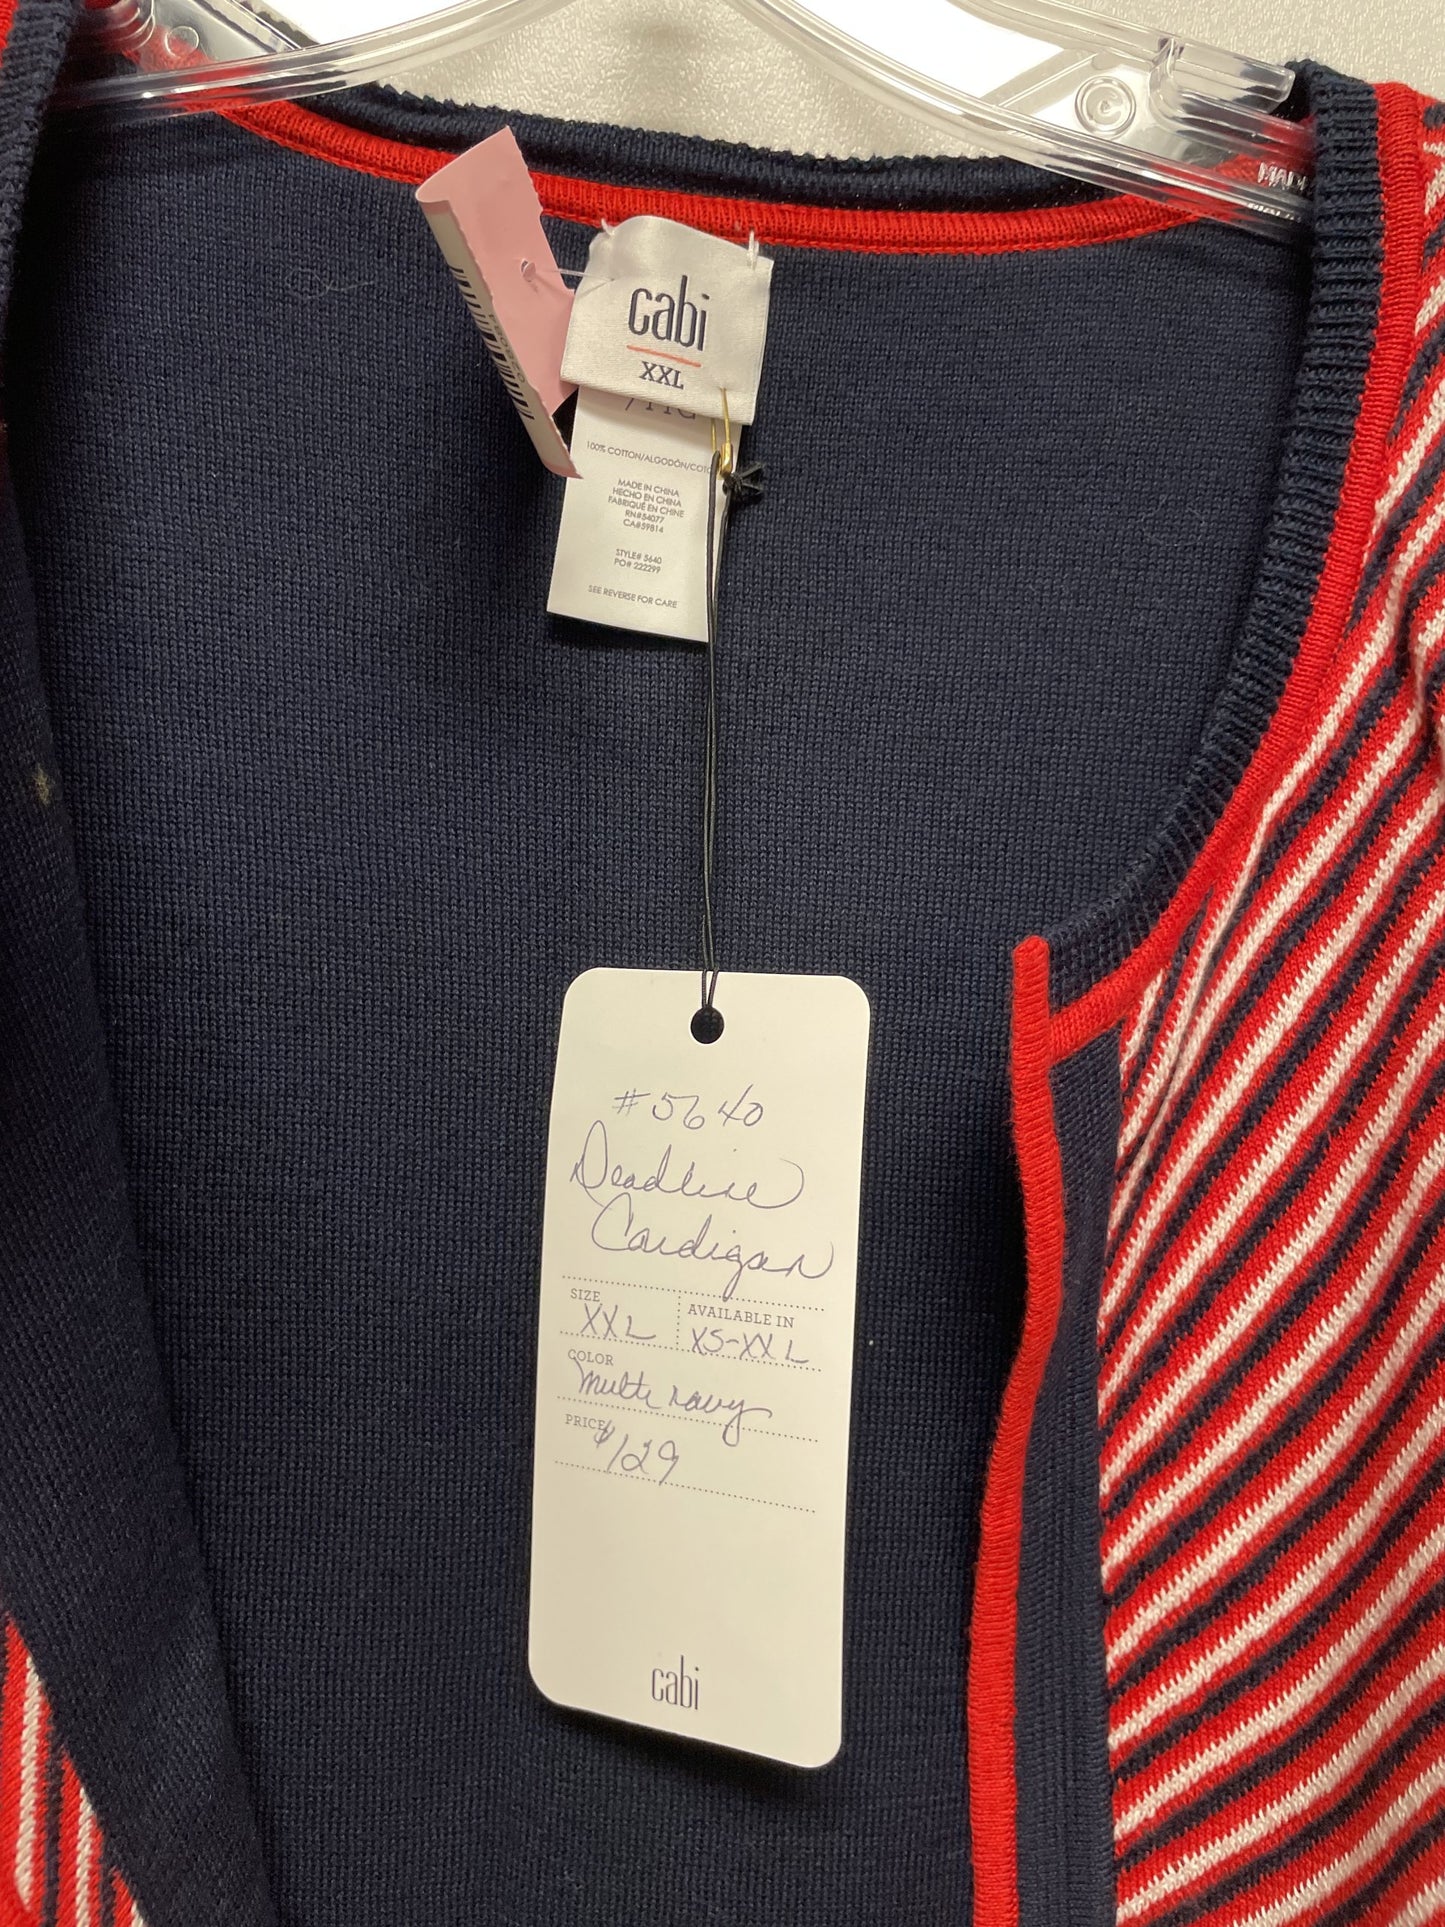 cabi
XXL
100% COTTON/ALGODÓN/COTO
MADE IN CHINA
HECHO EN CHINA
FABRIQUÉ EN CHINE
RN#54077
CA#59814
STYLE# 5640
PO# 222299
SEE REVERSE FOR CARE
#5640
Deadline
Cardigan
SIZE AVAILABLE IN
XXL XS-XXL
COLOR
Multi navy
PRICE
$129
cabi